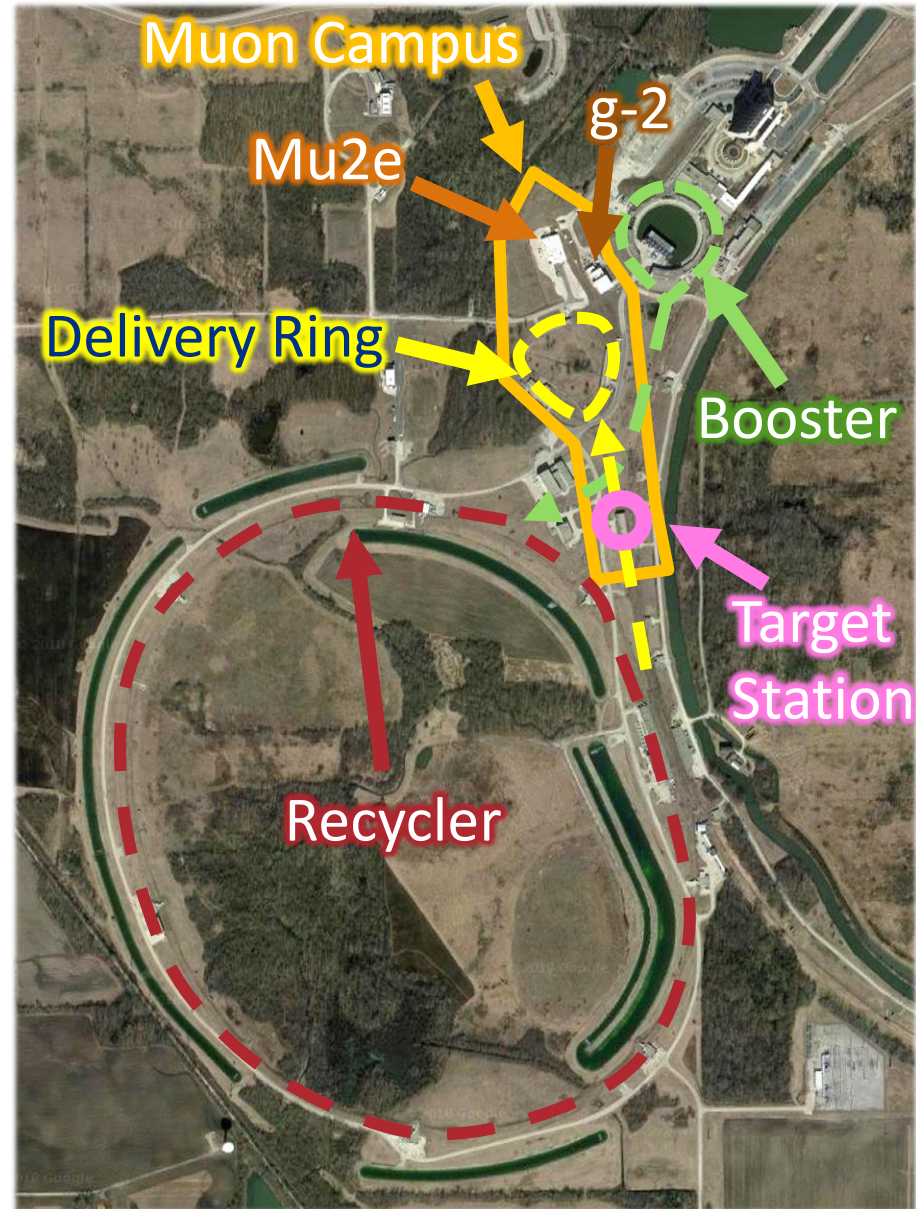 Muon Campus
g-2
Mu2e
Delivery Ring
Booster
Target
Station
Recycler